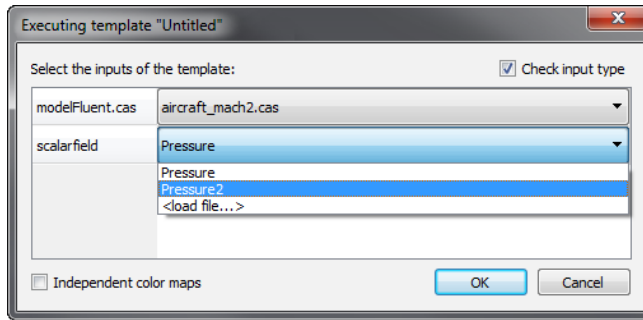 Executing template "Untitled"
Select the inputs of the template:
Check input type
modelFluent.cas
aircraft_mach2.cas
scalarfield
Pressure
Pressure
Pressure2
<load file...>
Independent color maps
OK
Cancel